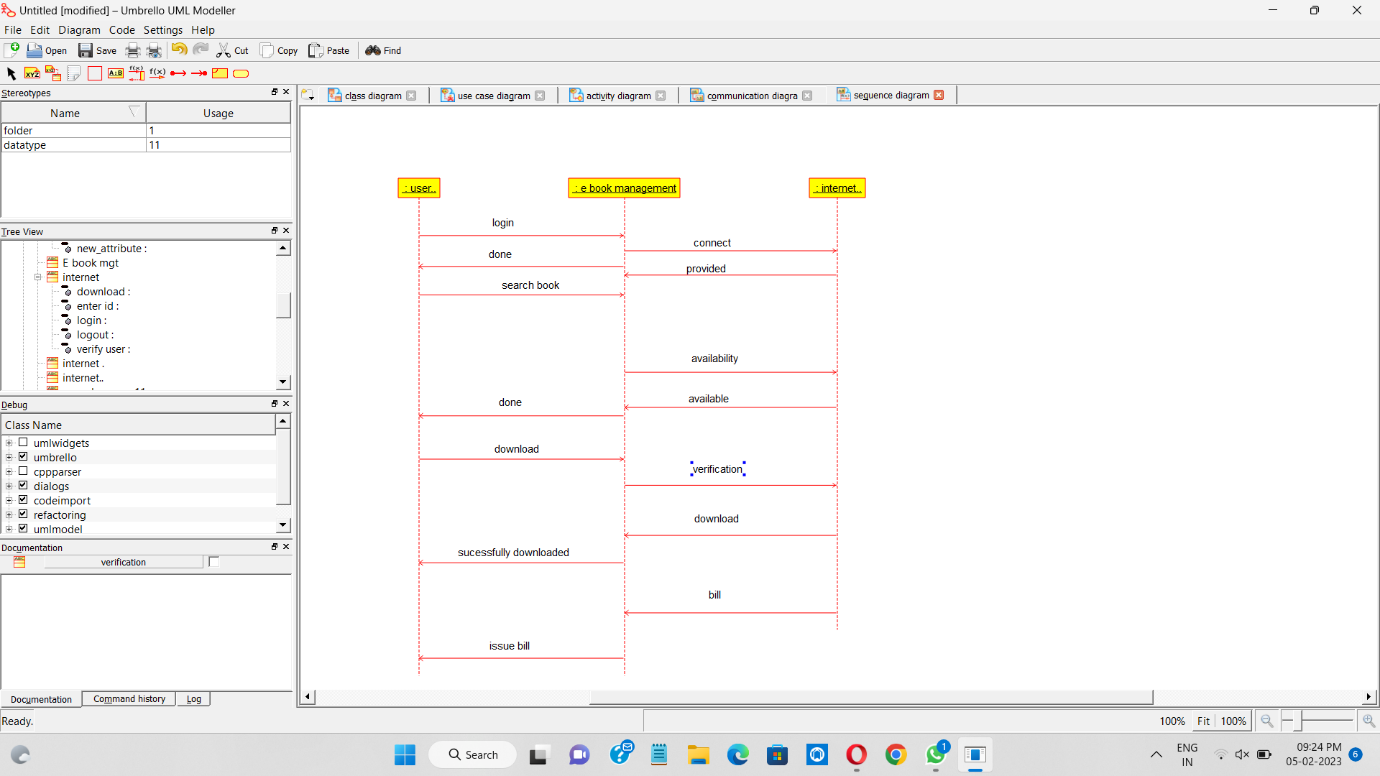 Untitled [modified] – Umbrello UML Modeller
File Edit Diagram Code Settings Help
Open Save Cut Copy Paste Find
XYZ A:B f(x) f(x)
Stereotypes
Name Usage
folder 1
datatype 11
Tree View
new_attribute :
E book mgt
internet
download :
enter id :
login :
logout :
verify user :
internet .
internet..
Debug
Class Name
umlwidgets
umbrello
cppparser
dialogs
codeimport
refactoring
umlmodel
Documentation
verification
Documentation Command history Log
Ready.
class diagram use case diagram activity diagram communication diagra sequence diagram
: user.. : e book management : internet..
login
connect
done
provided
search book
availability
available
done
download
verification
download
sucessfully downloaded
bill
issue bill
100% Fit 100%
Search
1
ENG
IN
09:24 PM
05-02-2023
6